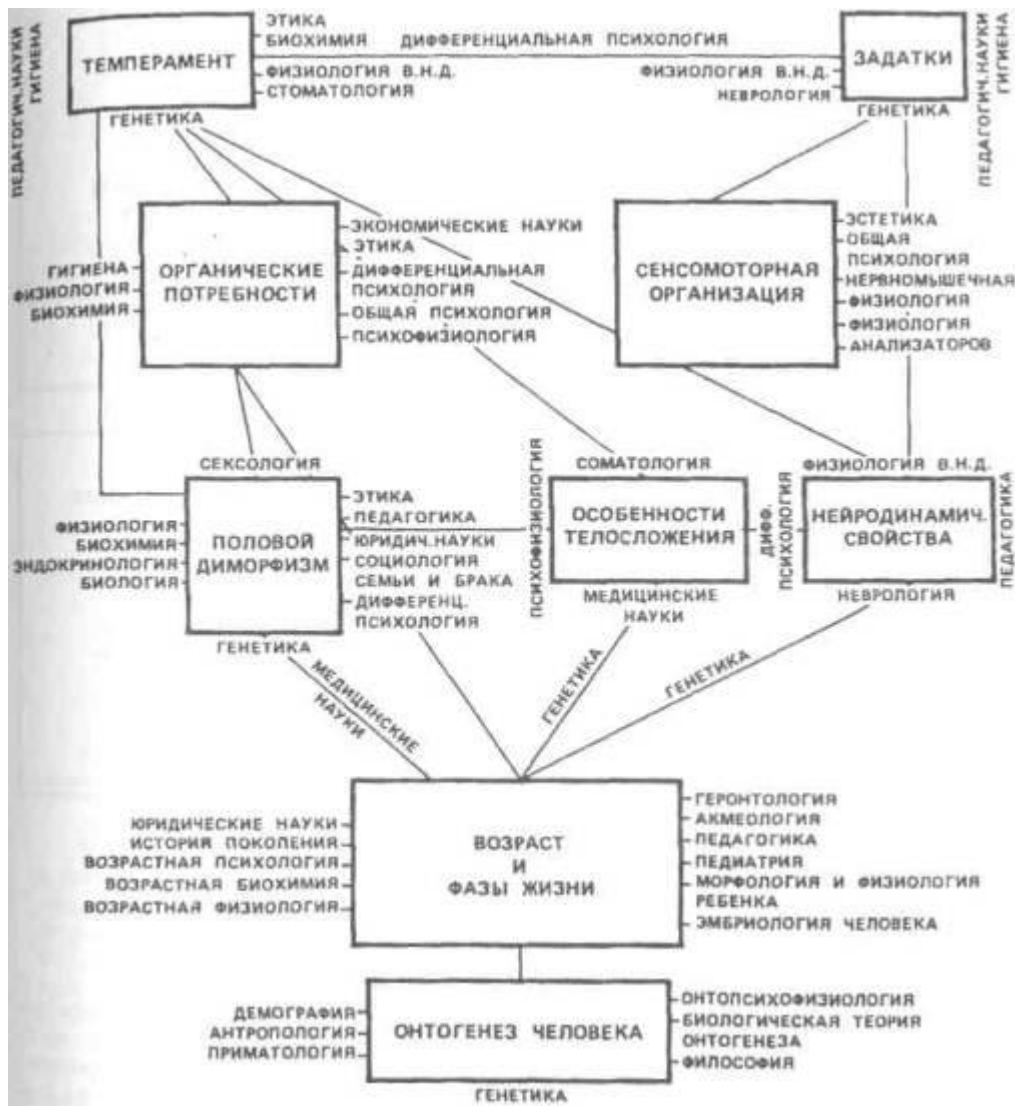 ПЕДАГОГИЧ.НАУКИ
ГИГИЕНА
ТЕМПЕРАМЕНТ
ЭТИКА
БИОХИМИЯ
ДИФФЕРЕНЦИАЛЬНАЯ ПСИХОЛОГИЯ
ФИЗИОЛОГИЯ В.Н.Д.
СТОМАТОЛОГИЯ
ГЕНЕТИКА
ЗАДАТКИ
ФИЗИОЛОГИЯ В.Н.Д.
НЕВРОЛОГИЯ
ГЕНЕТИКА
ПЕДАГОГИЧ.НАУКИ
ГИГИЕНА
ОРГАНИЧЕСКИЕ
ПОТРЕБНОСТИ
ГИГИЕНА
ФИЗИОЛОГИЯ
БИОХИМИЯ
ЭКОНОМИЧЕСКИЕ НАУКИ
ЭТИКА
ДИФФЕРЕНЦИАЛЬНАЯ
ПСИХОЛОГИЯ
ОБЩАЯ ПСИХОЛОГИЯ
ПСИХОФИЗИОЛОГИЯ
СЕНСОМОТОРНАЯ
ОРГАНИЗАЦИЯ
ЭСТЕТИКА
ОБЩАЯ
ПСИХОЛОГИЯ
НЕРВНОМЫШЕЧНАЯ
ФИЗИОЛОГИЯ
ФИЗИОЛОГИЯ
АНАЛИЗАТОРОВ
СЕКСОЛОГИЯ
ПОЛОВОЙ
ДИМОРФИЗМ
ФИЗИОЛОГИЯ
БИОХИМИЯ
ЭНДОКРИНОЛОГИЯ
БИОЛОГИЯ
ЭТИКА
ПЕДАГОГИКА
ЮРИДИЧ.НАУКИ
СОЦИОЛОГИЯ
СЕМЬИ И БРАКА
ДИФФЕРЕНЦ.
ПСИХОЛОГИЯ
ГЕНЕТИКА
ПСИХОФИЗИОЛОГИЯ
СОМАТОЛОГИЯ
ОСОБЕННОСТИ
ТЕЛОСЛОЖЕНИЯ
МЕДИЦИНСКИЕ
НАУКИ
ДИФФ.
ПСИХОЛОГИЯ
ФИЗИОЛОГИЯ В.Н.Д.
НЕЙРОДИНАМИЧ.
СВОЙСТВА
НЕВРОЛОГИЯ
ПЕДАГОГИКА
МЕДИЦИНСКИЕ
НАУКИ
ГЕНЕТИКА
ГЕНЕТИКА
ВОЗРАСТ
И
ФАЗЫ ЖИЗНИ
ЮРИДИЧЕСКИЕ НАУКИ
ИСТОРИЯ ПОКОЛЕНИЯ
ВОЗРАСТНАЯ ПСИХОЛОГИЯ
ВОЗРАСТНАЯ БИОХИМИЯ
ВОЗРАСТНАЯ ФИЗИОЛОГИЯ
ГЕРОНТОЛОГИЯ
АКМЕОЛОГИЯ
ПЕДАГОГИКА
ПЕДИАТРИЯ
МОРФОЛОГИЯ И ФИЗИОЛОГИЯ
РЕБЕНКА
ЭМБРИОЛОГИЯ ЧЕЛОВЕКА
ОНТОГЕНЕЗ ЧЕЛОВЕКА
ДЕМОГРАФИЯ
АНТРОПОЛОГИЯ
ПРИМАТОЛОГИЯ
ОНТОПСИХОФИЗИОЛОГИЯ
БИОЛОГИЧЕСКАЯ ТЕОРИЯ
ОНТОГЕНЕЗА
ФИЛОСОФИЯ
ГЕНЕТИКА